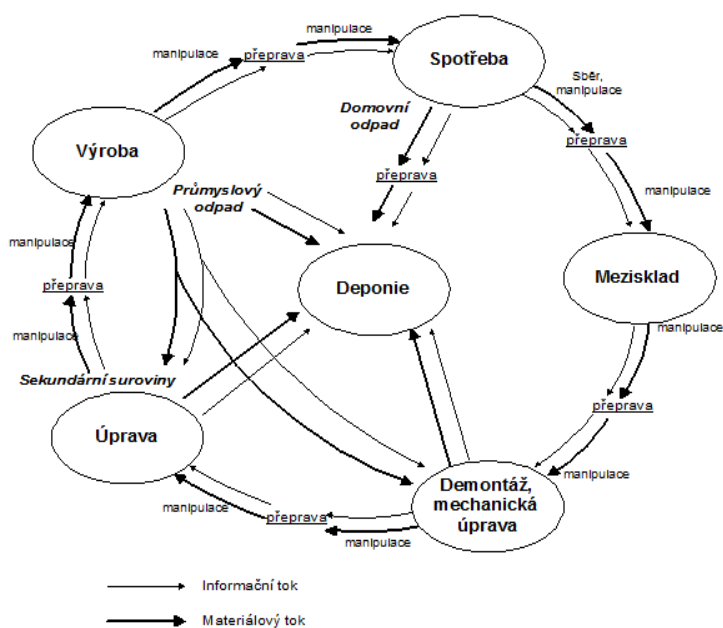 manipulace
přeprava
manipulace
Spotřeba
Sběr,
manipulace
přeprava
manipulace
Domovní
odpad
přeprava
Výroba
Průmyslový
odpad
manipulace
přeprava
manipulace
Deponie
Mezisklad
manipulace
přeprava
manipulace
Sekundární suroviny
Úprava
Demontáž,
mechanická
úprava
manipulace
přeprava
manipulace
Informační tok
Materiálový tok